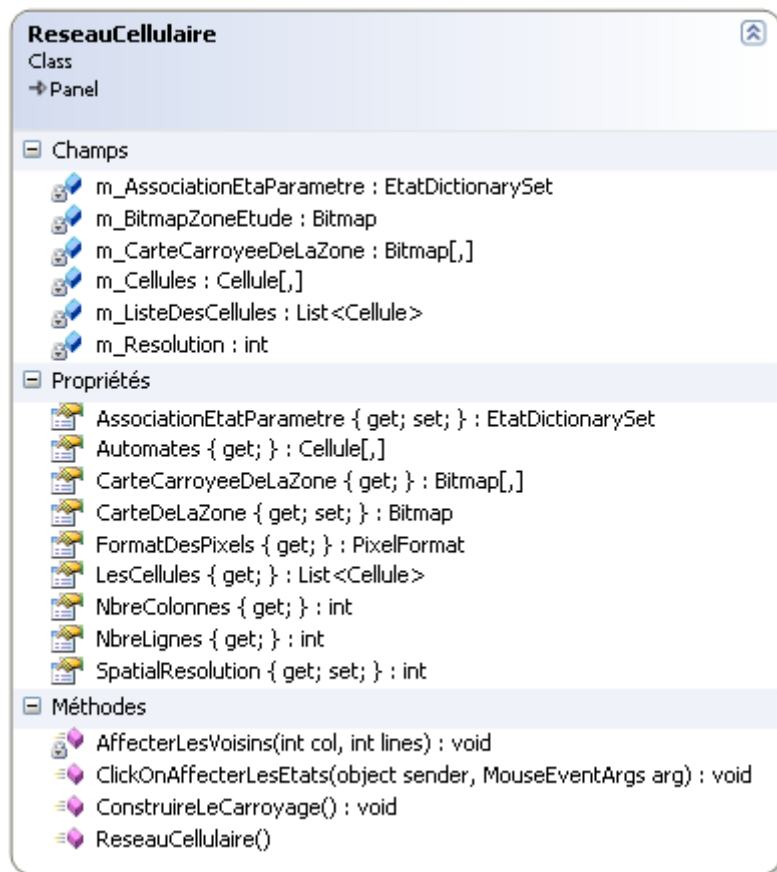 ReseauCellulaire
Class
Panel
Champs
m_AssociationEtaParametre : EtatDictionarySet
m_BitmapZoneEtude : Bitmap
m_CarteCarroyeeDeLaZone : Bitmap[,]
m_Cellules : Cellule[,]
m_ListeDesCellules : List<Cellule>
m_Resolution : int
Propriétés
AssociationEtatParametre { get; set; } : EtatDictionarySet
Automates { get; } : Cellule[,]
CarteCarroyeeDeLaZone { get; } : Bitmap[,]
CarteDeLaZone { get; set; } : Bitmap
FormatDesPixels { get; } : PixelFormat
LesCellules { get; } : List<Cellule>
NbreColonnes { get; } : int
NbreLignes { get; } : int
SpatialResolution { get; set; } : int
Méthodes
AffecterLesVoisins(int col, int lines) : void
ClickOnAffecterLesEtats(object sender, MouseEventArgs arg) : void
ConstruireLeCarroyage() : void
ReseauCellulaire()